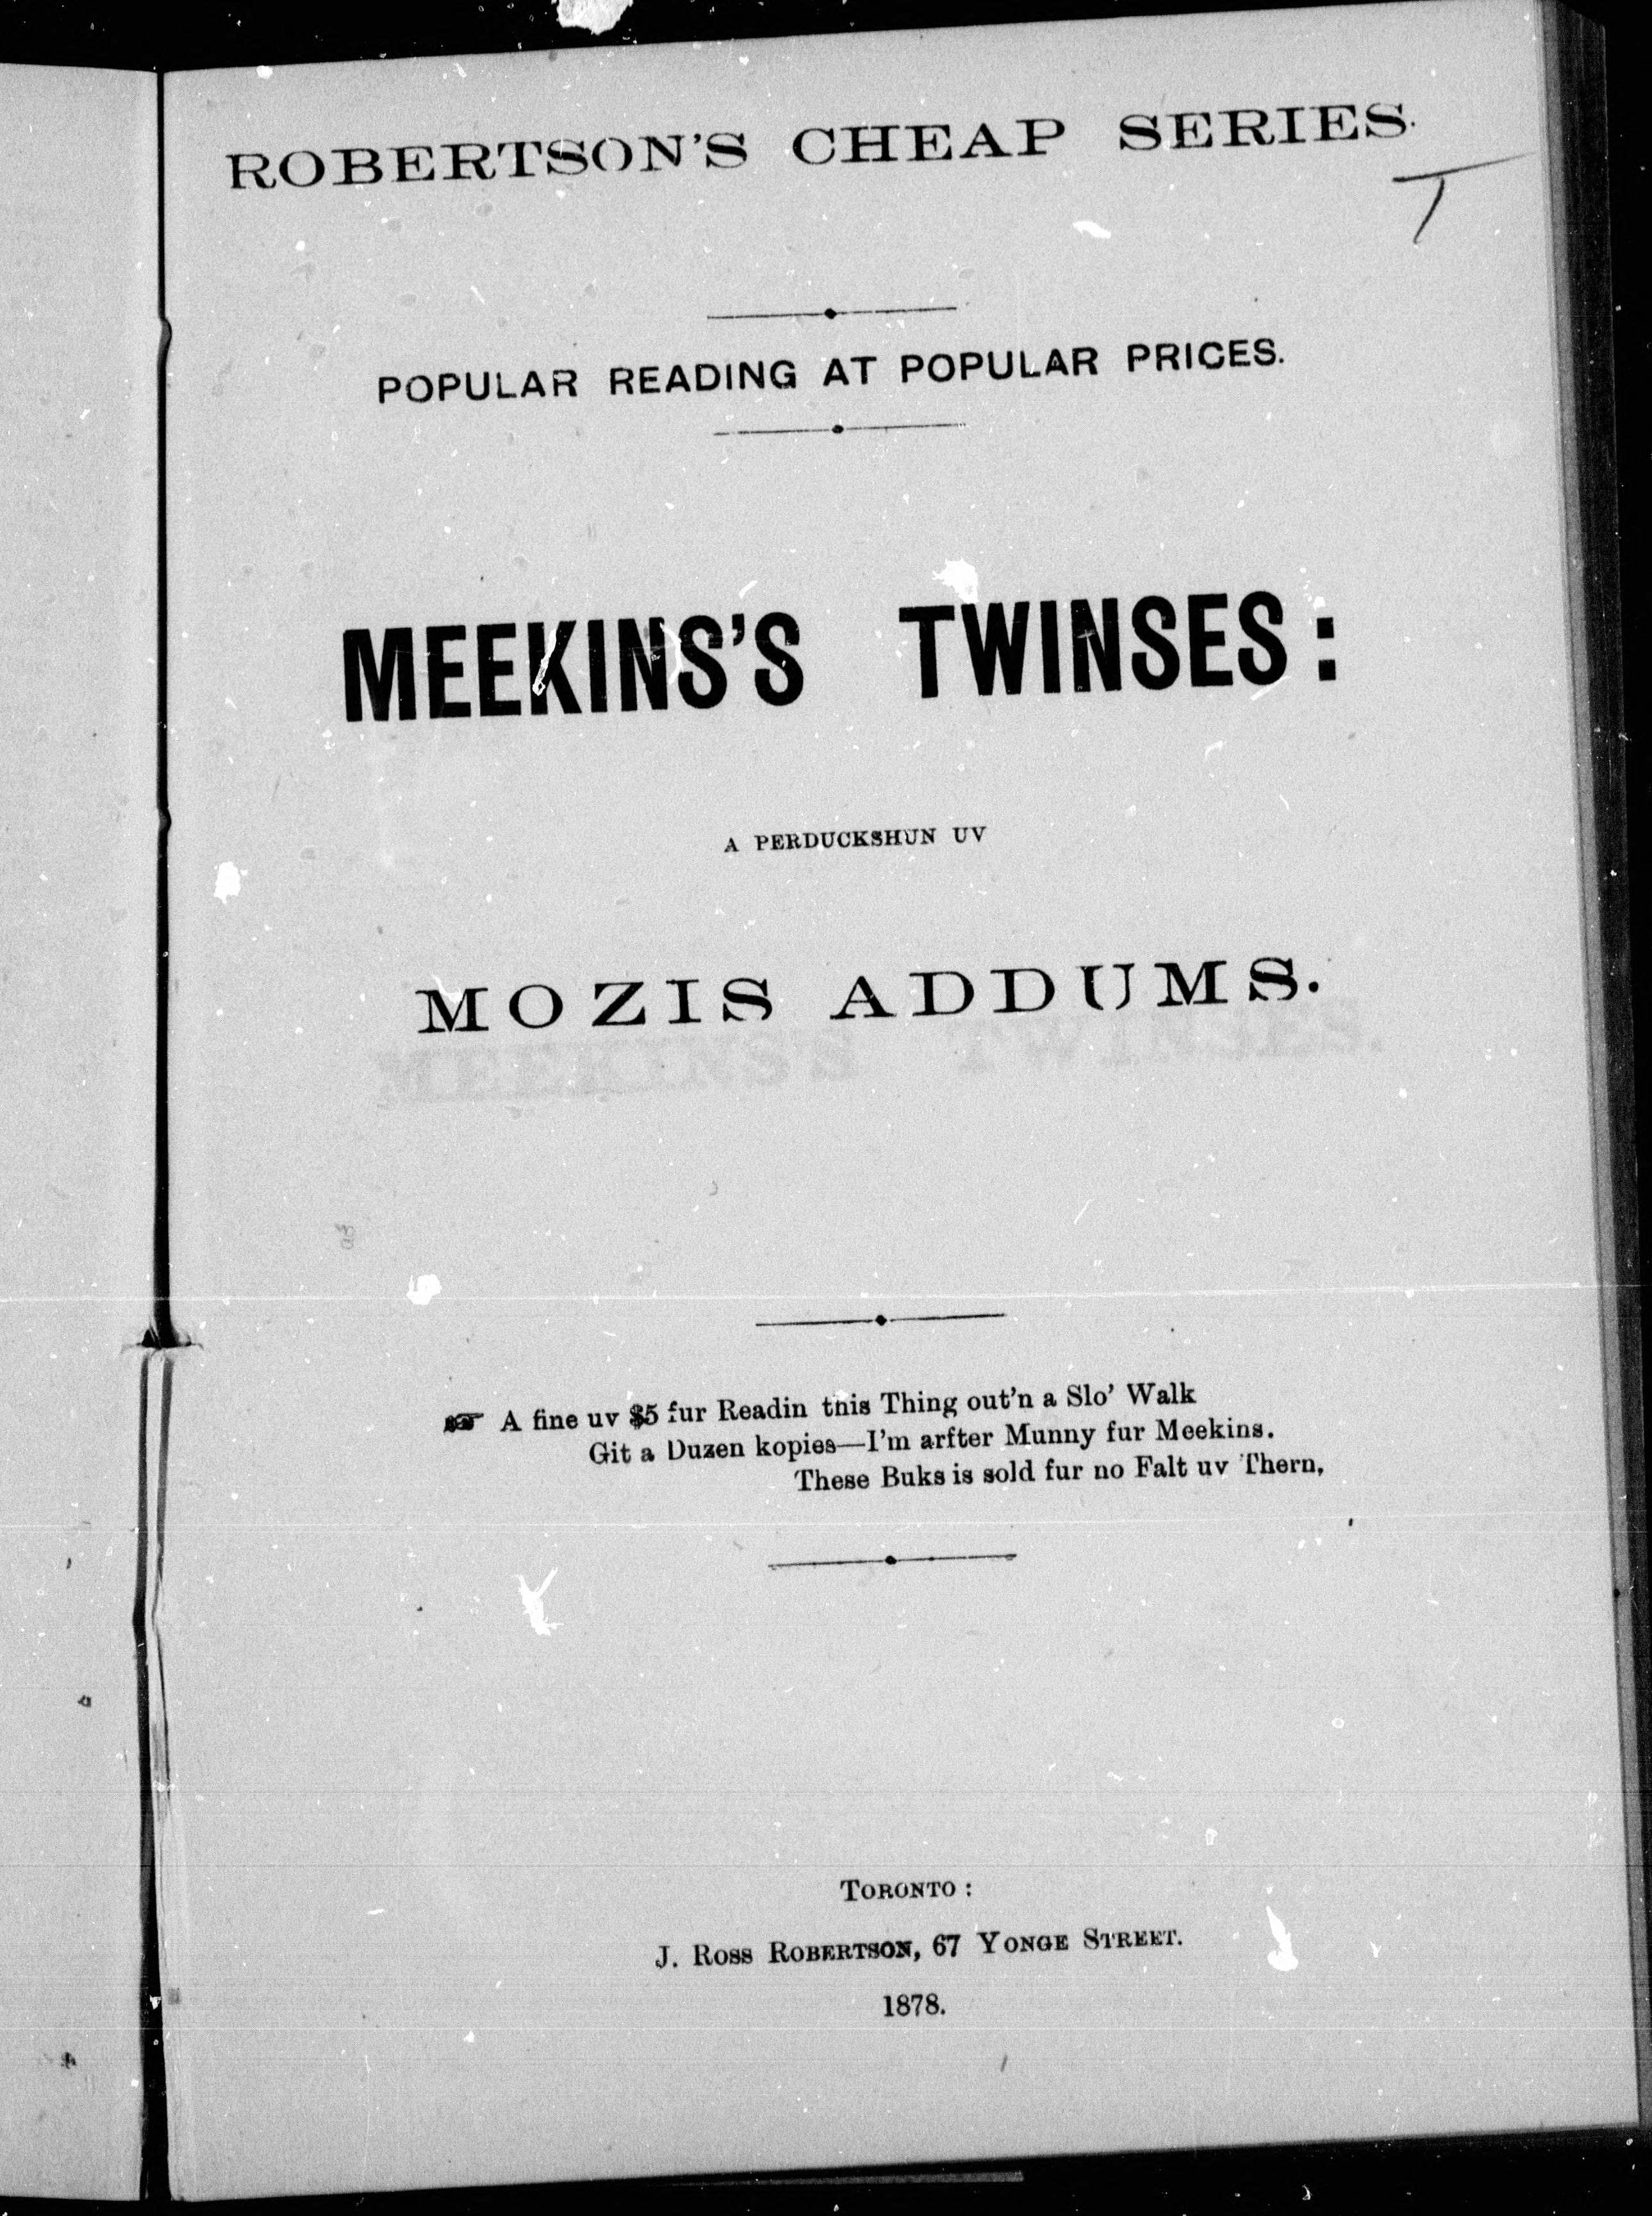 ROBERTSON'S CHEAP SERIES.
T
POPULAR READING AT POPULAR PRICES.
MEEKINS'S TWINSES:
A PERDUCKSHUN UV
MOZIS ADDUMS.
☞ A fine uv $5 fur Readin this Thing out'n a Slo' Walk
Git a Duzen kopies—I'm arfter Munny fur Meekins.
These Buks is sold fur no Falt uv Thern,
TORONTO:
J. ROSS ROBERTSON, 67 YONGE STREET.
1878.